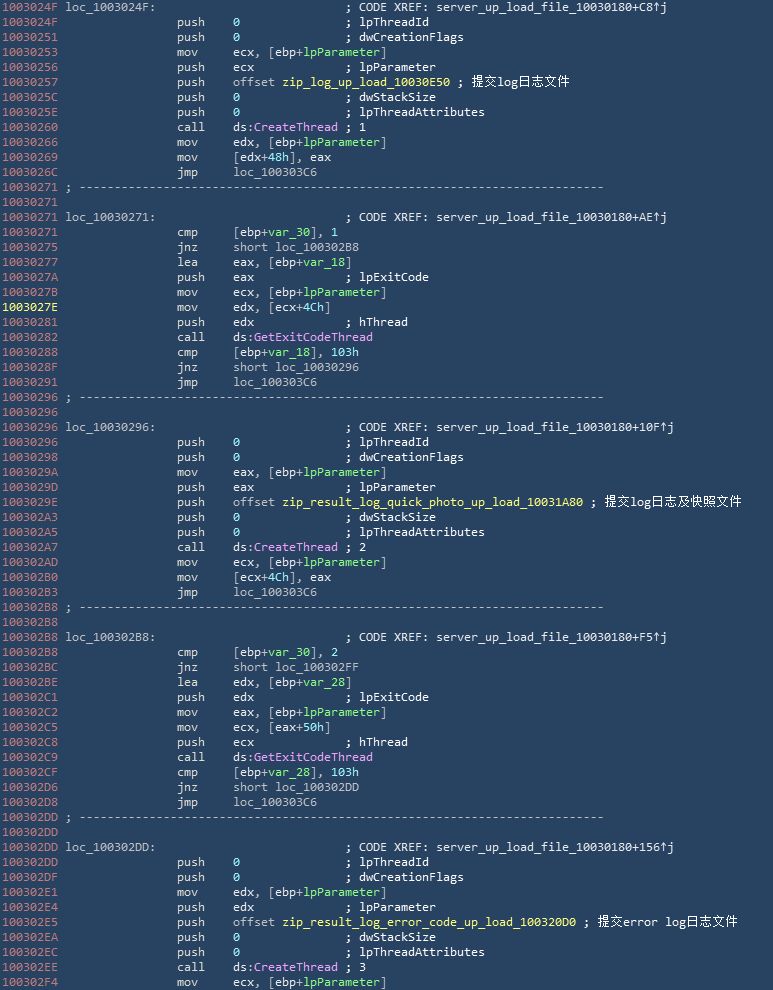 1003024F loc_1003024F: ; CODE XREF: server_up_load_file_10030180+C8↑j
1003024F push 0 ; lpThreadId
10030251 push 0 ; dwCreationFlags
10030253 mov ecx, [ebp+lpParameter]
10030256 push ecx ; lpParameter
10030257 push offset zip_log_up_load_10030E50 ; 提交log日志文件
1003025C push 0 ; dwStackSize
1003025E push 0 ; lpThreadAttributes
10030260 call ds:CreateThread ; 1
10030266 mov edx, [ebp+lpParameter]
10030269 mov [edx+48h], eax
1003026C jmp loc_100303C6
10030271 ; ---------------------------------------------------------------------------
10030271
10030271 loc_10030271: ; CODE XREF: server_up_load_file_10030180+AE↑j
10030271 cmp [ebp+var_30], 1
10030275 jnz short loc_100302B8
10030277 lea eax, [ebp+var_18]
1003027A push eax ; lpExitCode
1003027B mov ecx, [ebp+lpParameter]
1003027E mov edx, [ecx+4Ch]
10030281 push edx ; hThread
10030282 call ds:GetExitCodeThread
10030288 cmp [ebp+var_18], 103h
1003028F jnz short loc_10030296
10030291 jmp loc_100303C6
10030296 ; ---------------------------------------------------------------------------
10030296
10030296 loc_10030296: ; CODE XREF: server_up_load_file_10030180+10F↑j
10030296 push 0 ; lpThreadId
10030298 push 0 ; dwCreationFlags
1003029A mov eax, [ebp+lpParameter]
1003029D push eax ; lpParameter
1003029E push offset zip_result_log_quick_photo_up_load_10031A80 ; 提交log日志及快照文件
100302A3 push 0 ; dwStackSize
100302A5 push 0 ; lpThreadAttributes
100302A7 call ds:CreateThread ; 2
100302AD mov ecx, [ebp+lpParameter]
100302B0 mov [ecx+4Ch], eax
100302B3 jmp loc_100303C6
100302B8 ; ---------------------------------------------------------------------------
100302B8
100302B8 loc_100302B8: ; CODE XREF: server_up_load_file_10030180+F5↑j
100302B8 cmp [ebp+var_30], 2
100302BC jnz short loc_100302FF
100302BE lea edx, [ebp+var_28]
100302C1 push edx ; lpExitCode
100302C2 mov eax, [ebp+lpParameter]
100302C5 mov ecx, [eax+50h]
100302C8 push ecx ; hThread
100302C9 call ds:GetExitCodeThread
100302CF cmp [ebp+var_28], 103h
100302D6 jnz short loc_100302DD
100302D8 jmp loc_100303C6
100302DD ; ---------------------------------------------------------------------------
100302DD
100302DD loc_100302DD: ; CODE XREF: server_up_load_file_10030180+156↑j
100302DD push 0 ; lpThreadId
100302DF push 0 ; dwCreationFlags
100302E1 mov edx, [ebp+lpParameter]
100302E4 push edx ; lpParameter
100302E5 push offset zip_result_log_error_code_up_load_100320D0 ; 提交error log日志文件
100302EA push 0 ; dwStackSize
100302EC push 0 ; lpThreadAttributes
100302EE call ds:CreateThread ; 3
100302F4 mov ecx, [ebp+lpParameter]